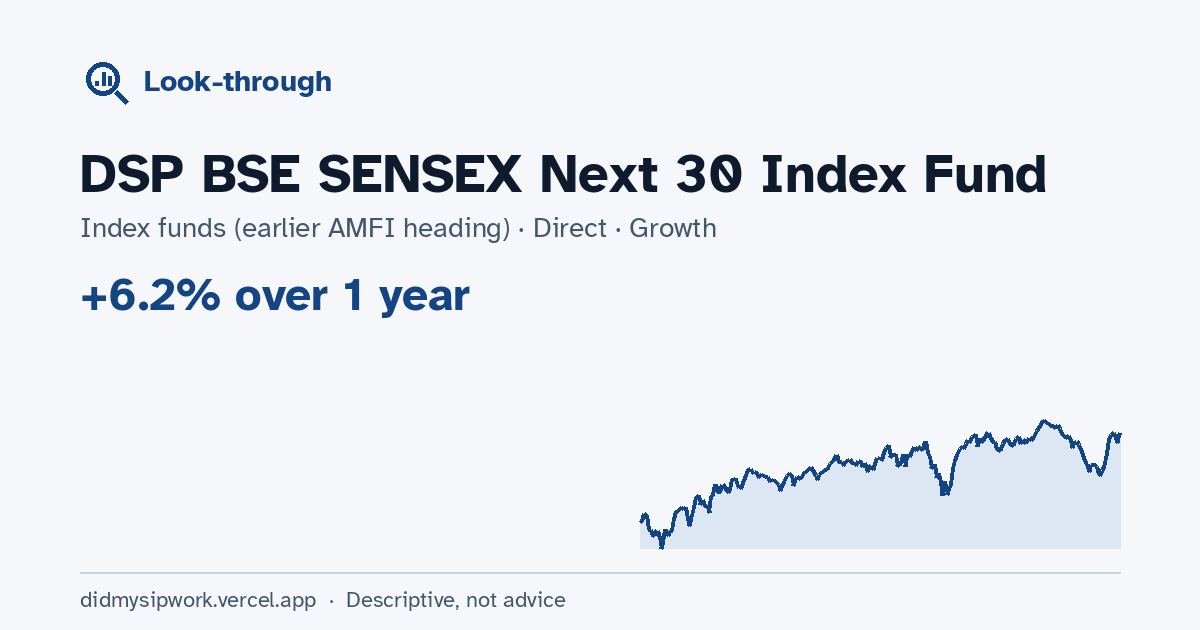 Look-through
DSP BSE SENSEX Next 30 Index Fund
Index funds (earlier AMFI heading) · Direct · Growth
+6.2% over 1 year
didmysipwork.vercel.app · Descriptive, not advice